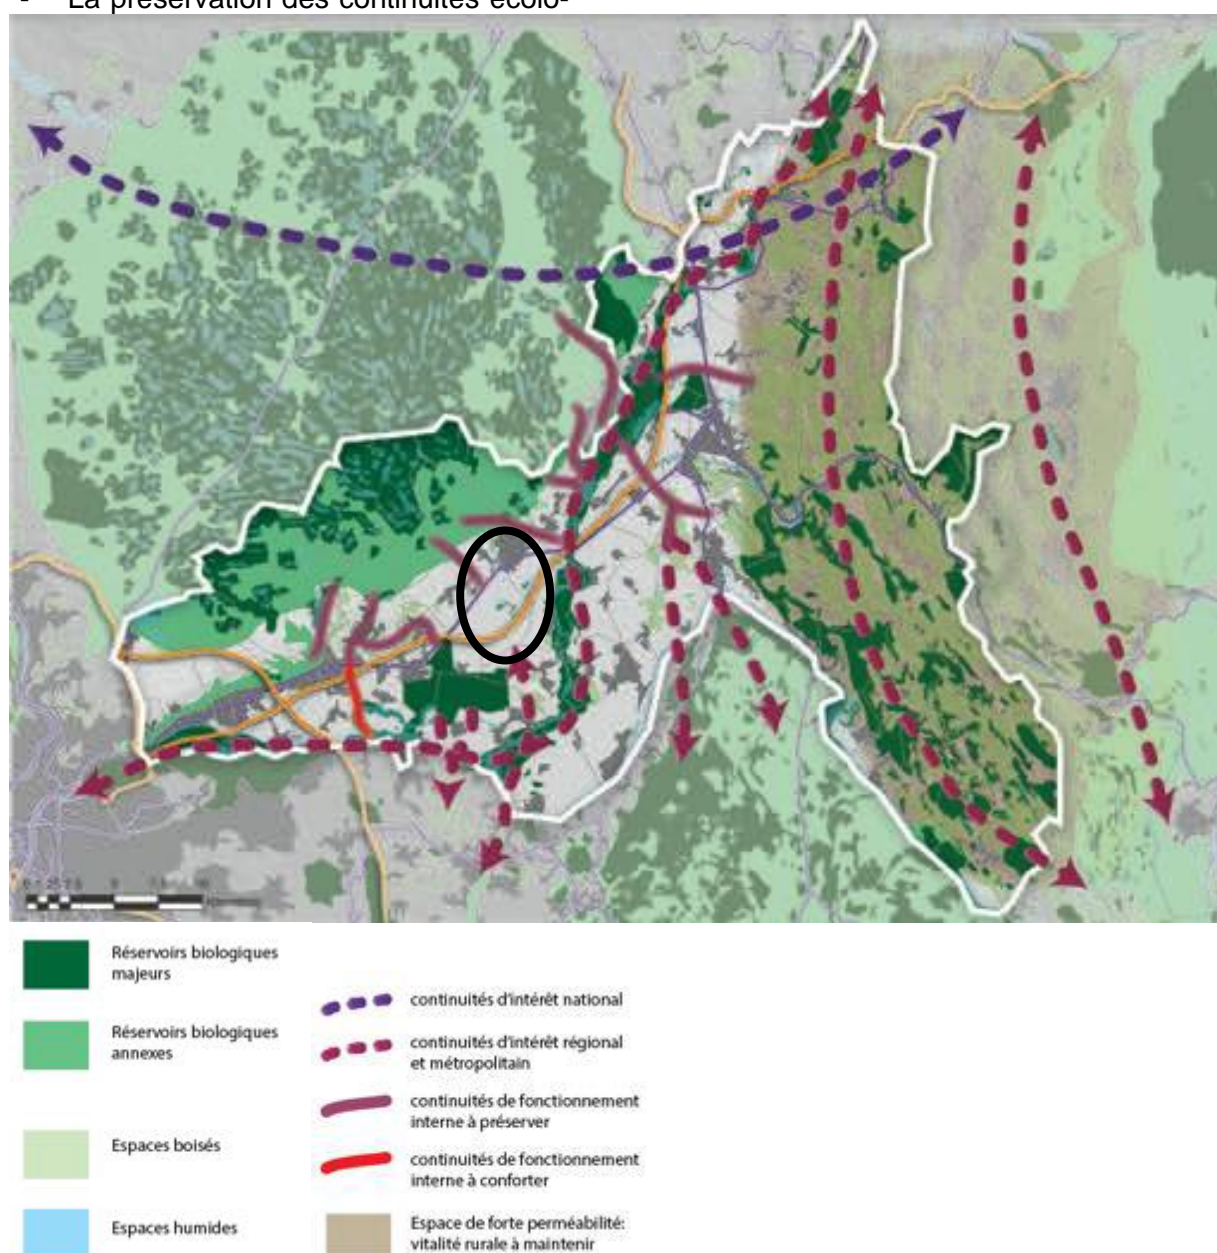 - La préservation des continuités écolo-
Réservoirs biologiques
majeurs
Réservoirs biologiques
annexes
Espaces boisés
Espaces humides
continuités d'intérêt national
continuités d'intérêt régional
et métropolitain
continuités de fonctionnement
interne à préserver
continuités de fonctionnement
interne à conforter
Espace de forte perméabilité:
vitalité rurale à maintenir